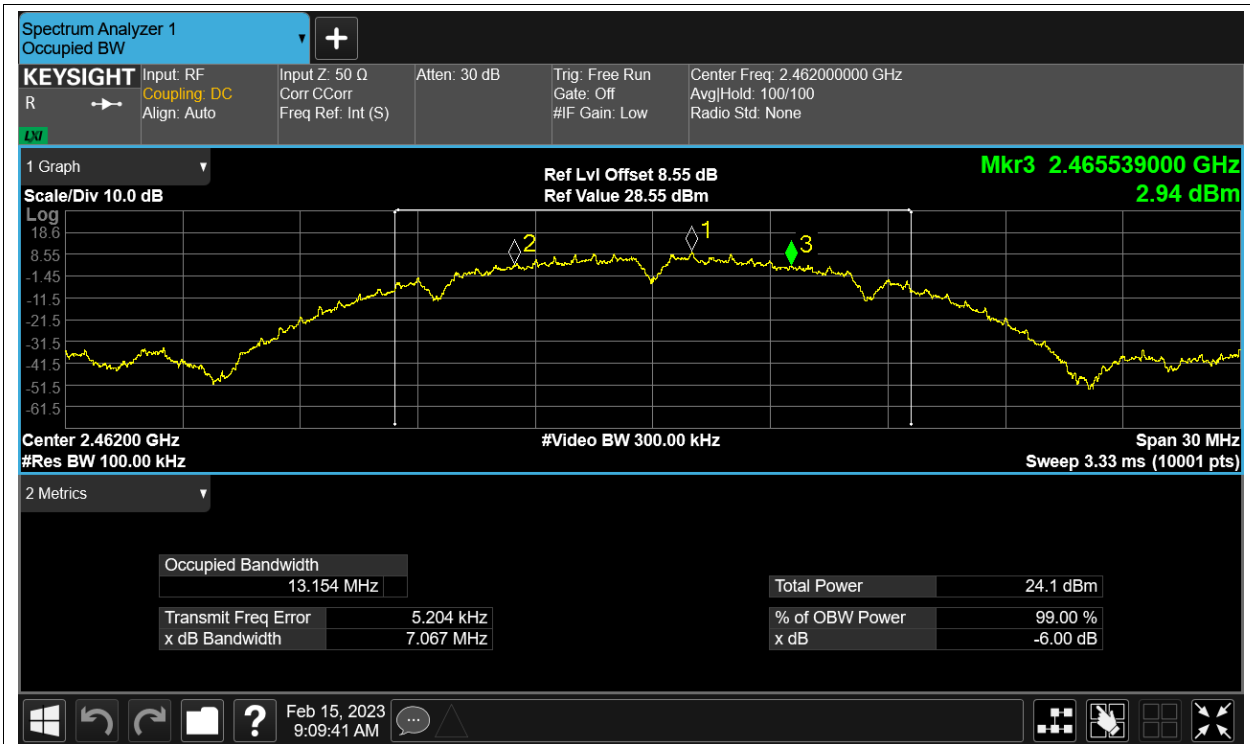 Spectrum Analyzer 1
Occupied BW
KEYSIGHT
R
LXI
Input: RF
Coupling: DC
Align: Auto
Input Z: 50 Ω
Corr CCorr
Freq Ref: Int (S)
Atten: 30 dB
Trig: Free Run
Gate: Off
#IF Gain: Low
Center Freq: 2.462000000 GHz
Avg|Hold: 100/100
Radio Std: None
1 Graph
Scale/Div 10.0 dB
Ref Lvl Offset 8.55 dB
Ref Value 28.55 dBm
Mkr3 2.465539000 GHz
2.94 dBm
Log
18.6
8.55
-1.45
-11.5
-21.5
-31.5
-41.5
-51.5
-61.5
2
1
3
Center 2.46200 GHz
#Res BW 100.00 kHz
#Video BW 300.00 kHz
Span 30 MHz
Sweep 3.33 ms (10001 pts)
2 Metrics
Occupied Bandwidth
13.154 MHz
Transmit Freq Error 5.204 kHz
x dB Bandwidth 7.067 MHz
Total Power 24.1 dBm
% of OBW Power 99.00 %
x dB -6.00 dB
?
Feb 15, 2023
9:09:41 AM